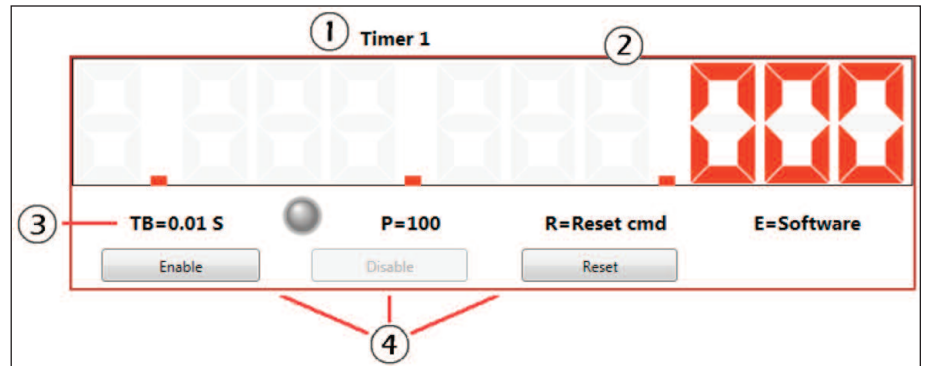 ① Timer 1 ②
000
③ TB=0.01 S P=100 R=Reset cmd E=Software
Enable Disable Reset
④